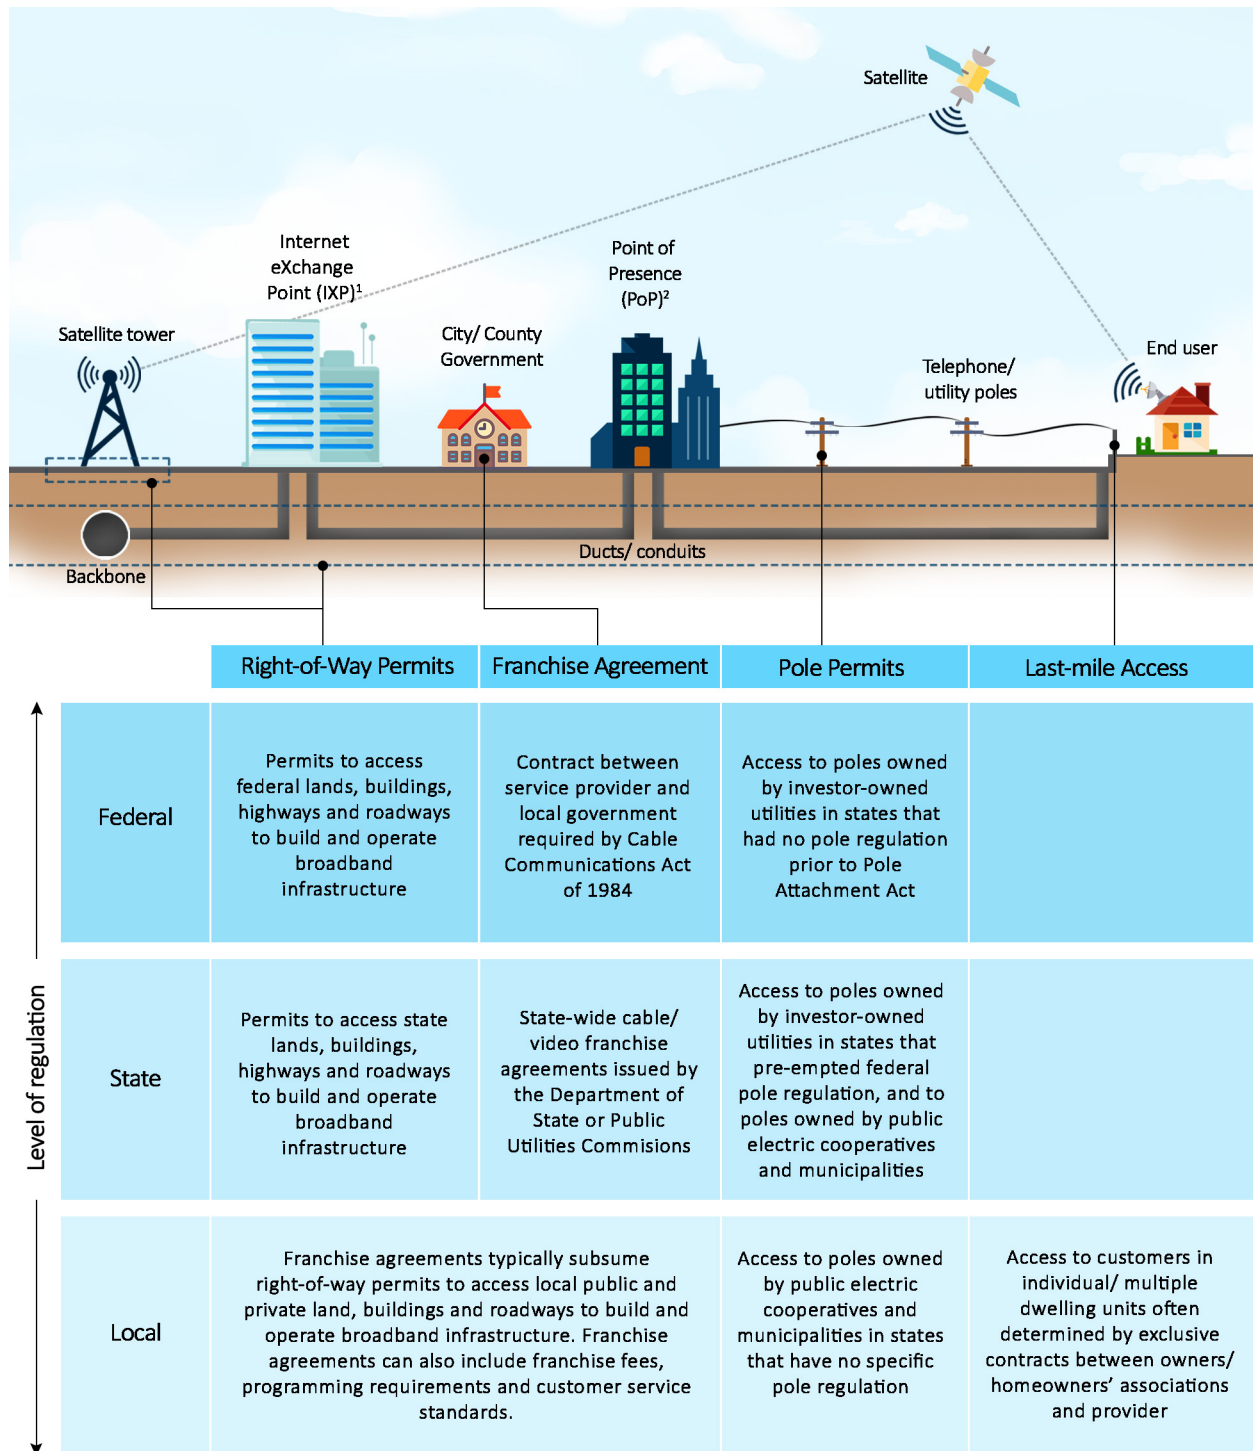 Satellite
Internet
eXchange
Point (IXP)¹
Point of
Presence
(PoP)²
Satellite tower
City/ County
Government
Telephone/
utility poles
End user
Ducts/ conduits
Backbone
Right-of-Way Permits
Franchise Agreement
Pole Permits
Last-mile Access
Level of regulation
Federal
Permits to access
federal lands, buildings,
highways and roadways
to build and operate
broadband
infrastructure
Contract between
service provider and
local government
required by Cable
Communications Act
of 1984
Access to poles owned
by investor-owned
utilities in states that
had no pole regulation
prior to Pole
Attachment Act
State
Permits to access state
lands, buildings,
highways and roadways
to build and operate
broadband
infrastructure
State-wide cable/
video franchise
agreements issued by
the Department of
State or Public
Utilities Commisions
Access to poles owned
by investor-owned
utilities in states that
pre-empted federal
pole regulation, and to
poles owned by public
electric cooperatives
and municipalities
Local
Franchise agreements typically subsume
right-of-way permits to access local public and
private land, buildings and roadways to build and
operate broadband infrastructure. Franchise
agreements can also include franchise fees,
programming requirements and customer service
standards.
Access to poles owned
by public electric
cooperatives and
municipalities in states
that have no specific
pole regulation
Access to customers in
individual/ multiple
dwelling units often
determined by exclusive
contracts between owners/
homeowners’ associations
and provider